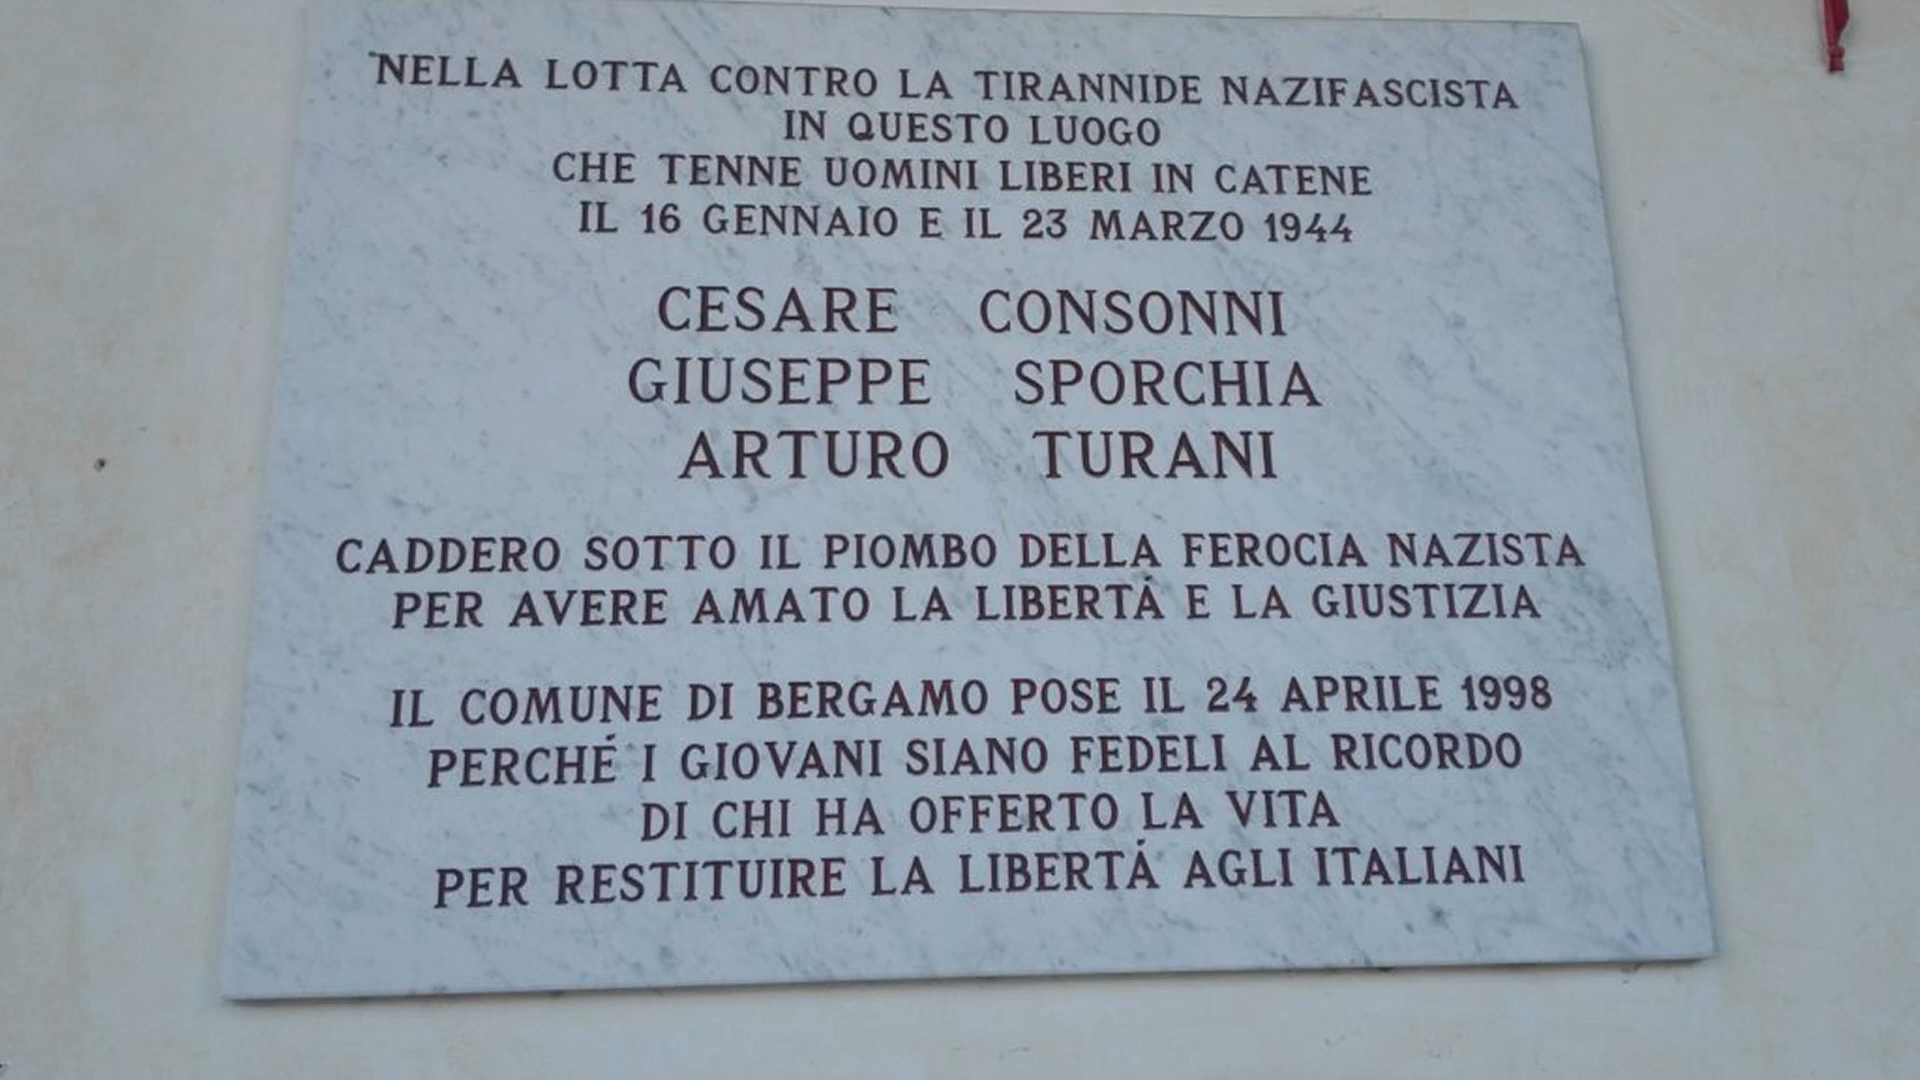 NELLA LOTTA CONTRO LA TIRANNIDE NAZIFASCISTA
IN QUESTO LUOGO
CHE TENNE UOMINI LIBERI IN CATENE
IL 16 GENNAIO E IL 23 MARZO 1944
CESARE CONSONNI
GIUSEPPE SPORCHIA
ARTURO TURANI
CADDERO SOTTO IL PIOMBO DELLA FEROCIA NAZISTA
PER AVERE AMATO LA LIBERTÀ E LA GIUSTIZIA
IL COMUNE DI BERGAMO POSE IL 24 APRILE 1998
PERCHÉ I GIOVANI SIANO FEDELI AL RICORDO
DI CHI HA OFFERTO LA VITA
PER RESTITUIRE LA LIBERTÀ AGLI ITALIANI